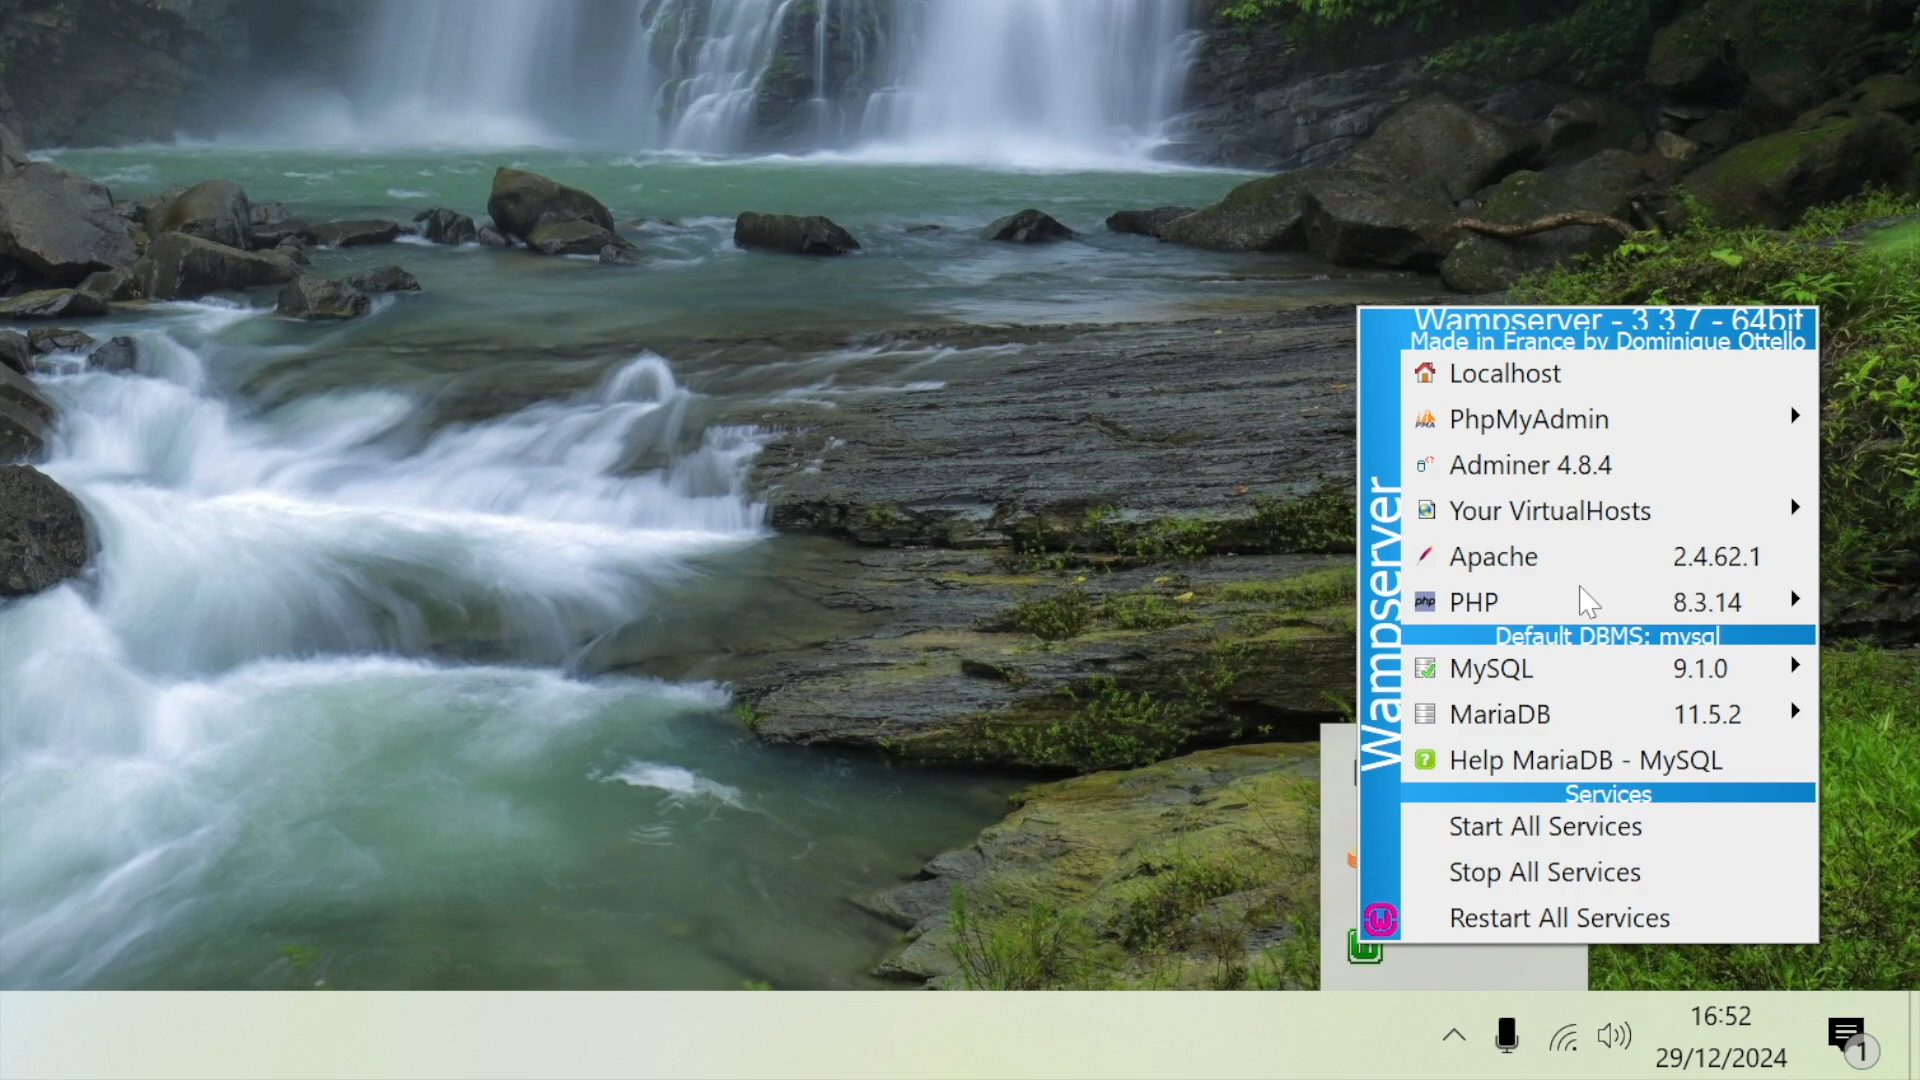 Wampserver - 3.3.7 - 64bit
Made in France by Dominique Ottello
Wampserver
Localhost
PMA
PhpMyAdmin
Adminer 4.8.4
Your VirtualHosts
Apache 2.4.62.1
php
PHP 8.3.14
Default DBMS: mysql
MySQL 9.1.0
MariaDB 11.5.2
?
Help MariaDB - MySQL
Services
Start All Services
Stop All Services
Restart All Services
W
16:52
29/12/2024
1